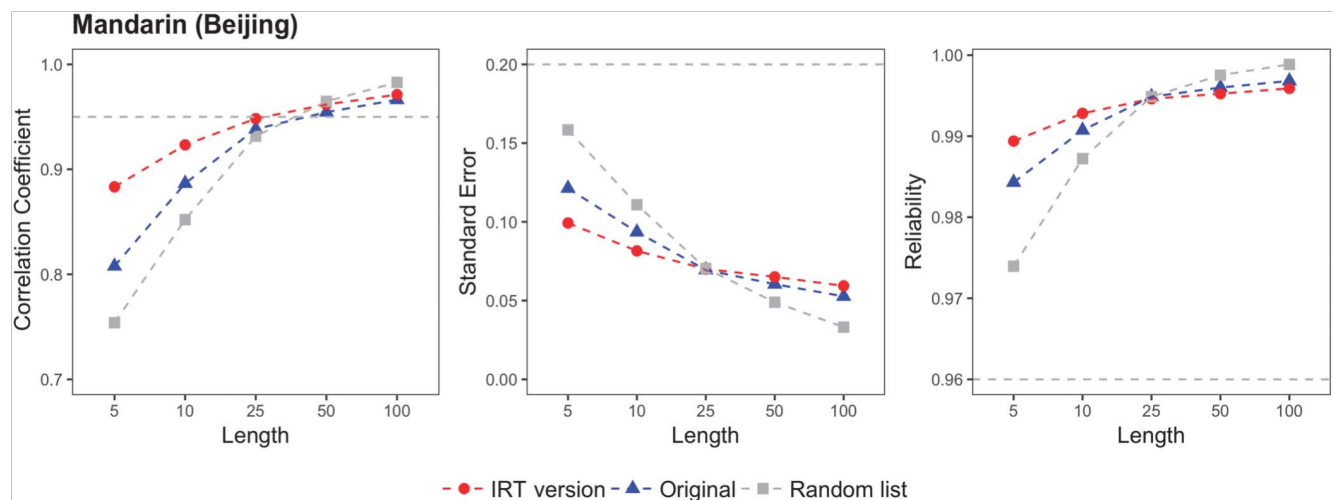 Mandarin (Beijing)
Correlation Coefficient
1.0
0.9
0.8
0.7
5 10 25 50 100
Length
Standard Error
0.20
0.15
0.10
0.05
0.00
5 10 25 50 100
Length
Reliability
1.00
0.99
0.98
0.97
0.96
5 10 25 50 100
Length
IRT version Original Random list